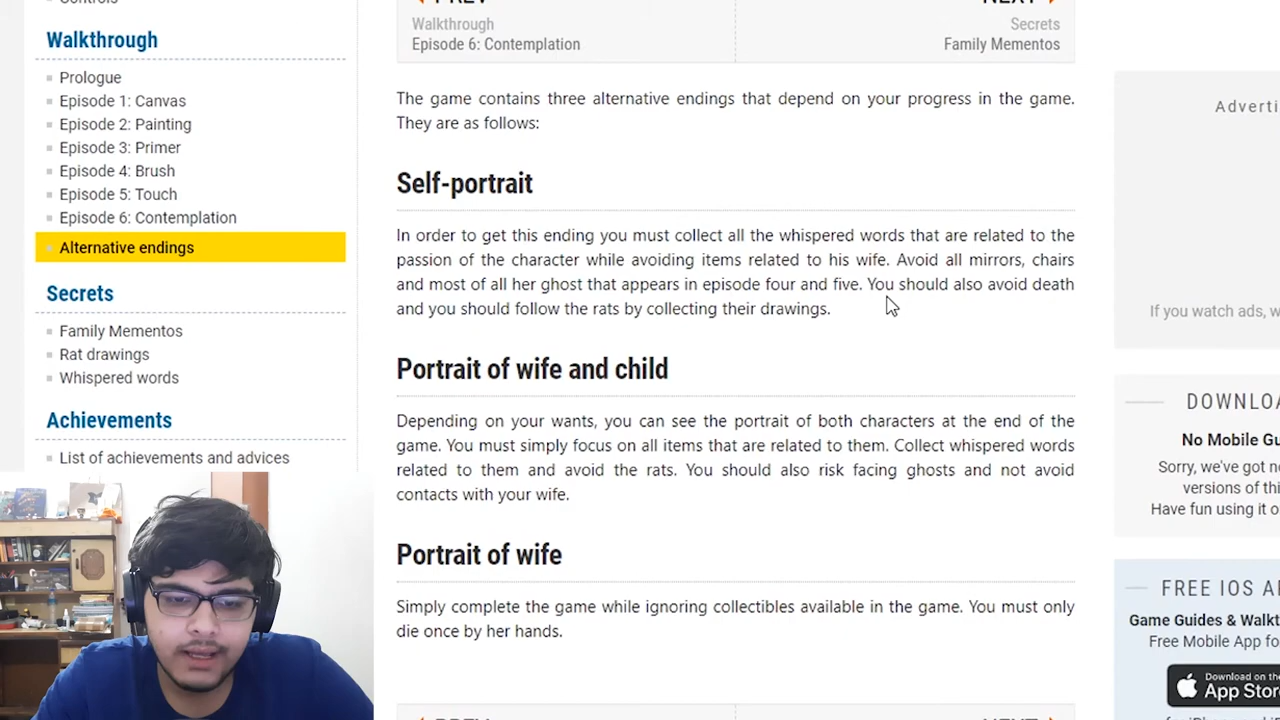 Walkthrough
Prologue
Episode 1: Canvas
Episode 2: Painting
Episode 3: Primer
Episode 4: Brush
Episode 5: Touch
Episode 6: Contemplation
Alternative endings
Secrets
Family Mementos
Rat drawings
Whispered words
Achievements
List of achievements and advices
Walkthrough
Episode 6: Contemplation
Secrets
Family Mementos
The game contains three alternative endings that depend on your progress in the game.
They are as follows:
Self-portrait
In order to get this ending you must collect all the whispered words that are related to the
passion of the character while avoiding items related to his wife. Avoid all mirrors, chairs
and most of all her ghost that appears in episode four and five. You should also avoid death
and you should follow the rats by collecting their drawings.
Portrait of wife and child
Depending on your wants, you can see the portrait of both characters at the end of the
game. You must simply focus on all items that are related to them. Collect whispered words
related to them and avoid the rats. You should also risk facing ghosts and not avoid
contacts with your wife.
Portrait of wife
Simply complete the game while ignoring collectibles available in the game. You must only
die once by her hands.
Adverti
If you watch ads, w
DOWNLOA
No Mobile Gu
Sorry, we've got n
versions of thi
Have fun using it o
FREE IOS A
Game Guides & Walkt
Free Mobile App fo
Download on the
App Stor